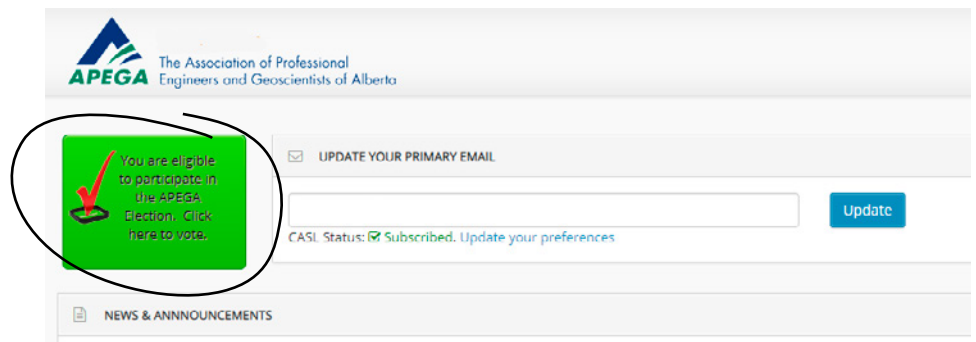 The Association of Professional
APEGA Engineers and Geoscientists of Alberta
You are eligible
to participate in
the APEGA
Election. Click
here to vote.
UPDATE YOUR PRIMARY EMAIL
Update
CASL Status: Subscribed. Update your preferences
NEWS & ANNNOUNCEMENTS